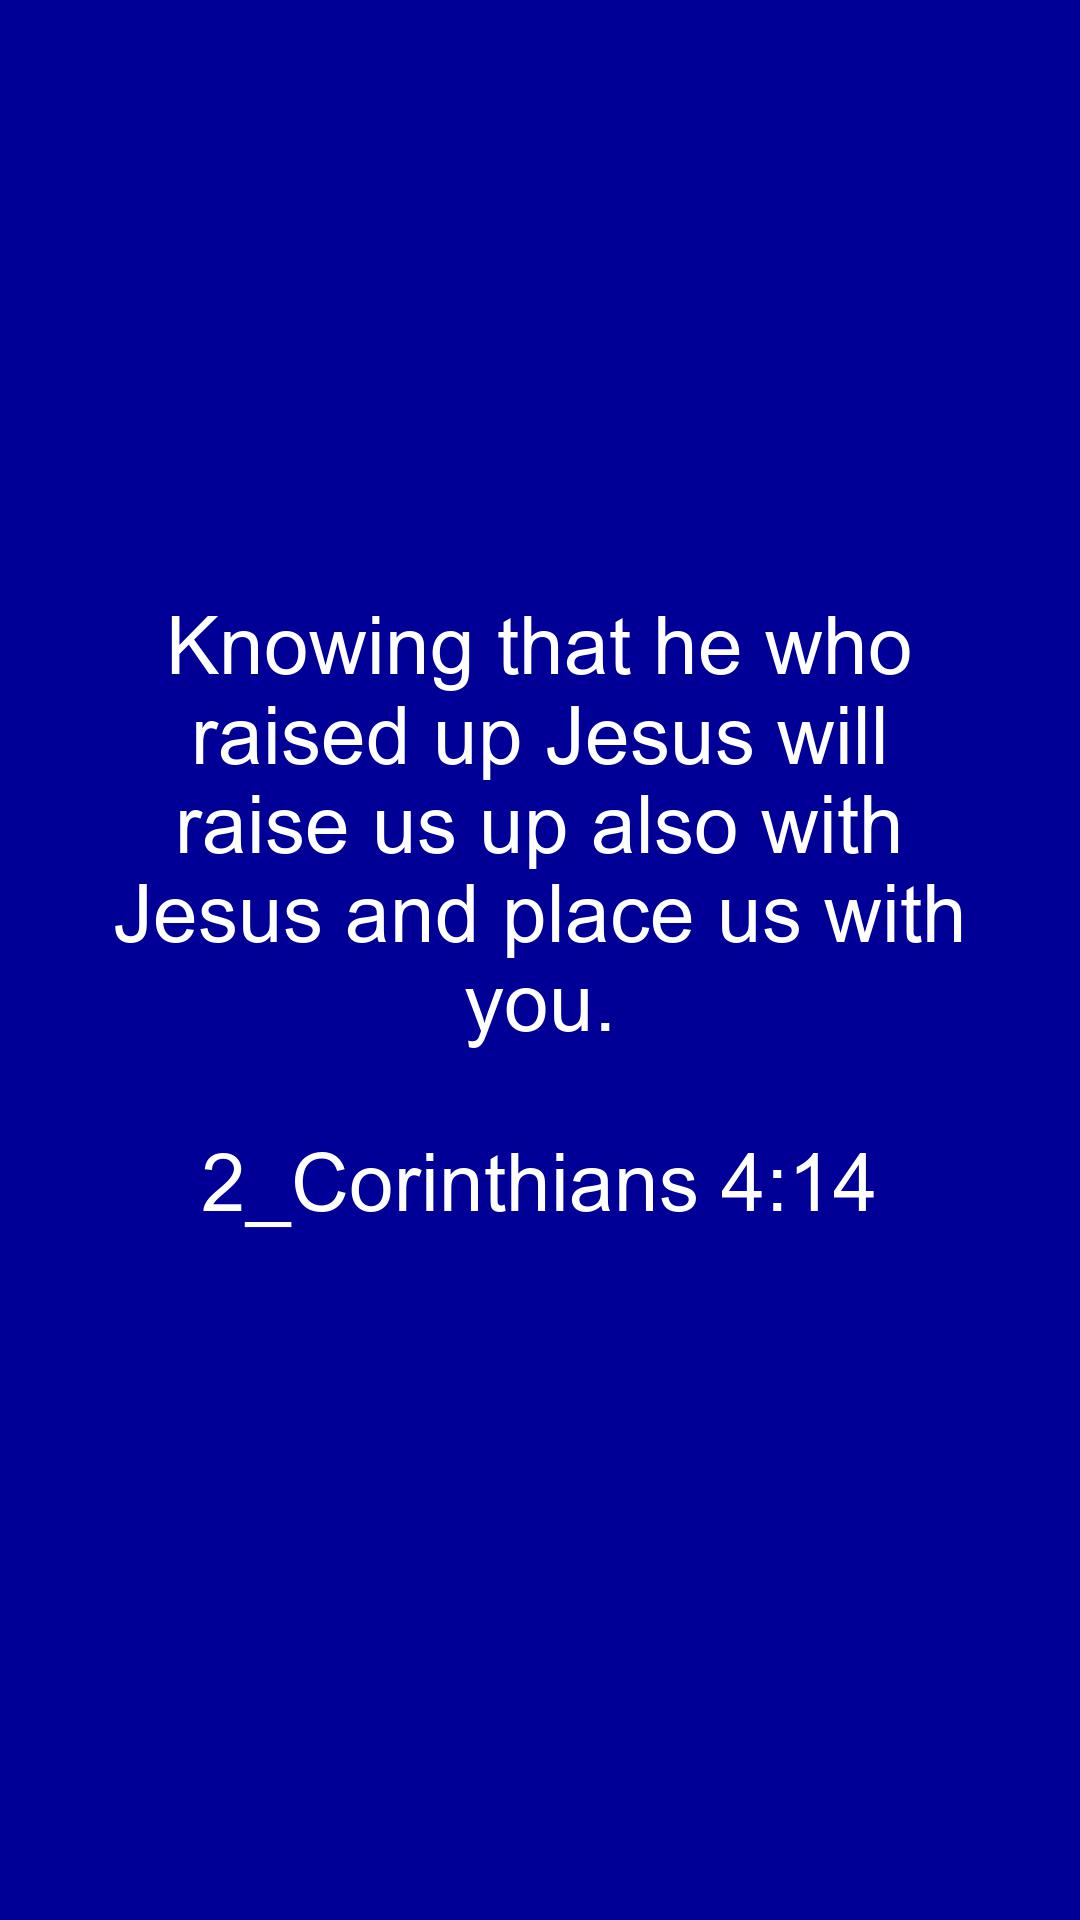 Knowing that he who
raised up Jesus will
raise us up also with
Jesus and place us with
you.
2_Corinthians 4:14